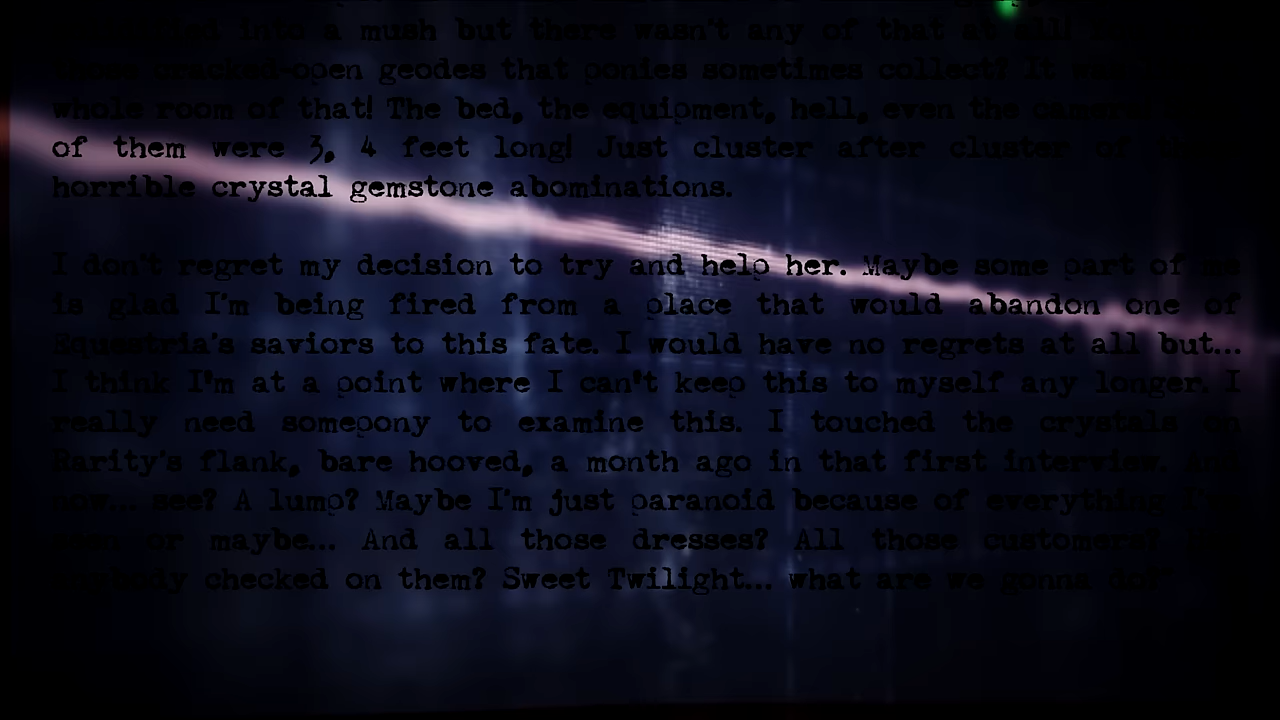 into a mush but there wasn't any of that at all!
cracked-open geodes that ponies sometimes collect? It was
whole room of that! The bed, the equipment, hell, even the
of them were 3, 4 feet long! Just cluster after cluster of
horrible crystal gemstone abominations.
I don't regret my decision to try and help her. Maybe some part of me
is glad I'm being fired from a place that would abandon one of
Equestria's saviors to this fate. I would have no regrets at all but...
I think I'm at a point where I can't keep this to myself any longer. I
really need somepony to examine this. I touched the crystals on
Rarity's flank, bare hooved, a month ago in that first interview. And
now... see? A lump? Maybe I'm just paranoid because of everything
or maybe... And all those dresses? All those customers?
checked on them? Sweet Twilight... what are we gonna do?"